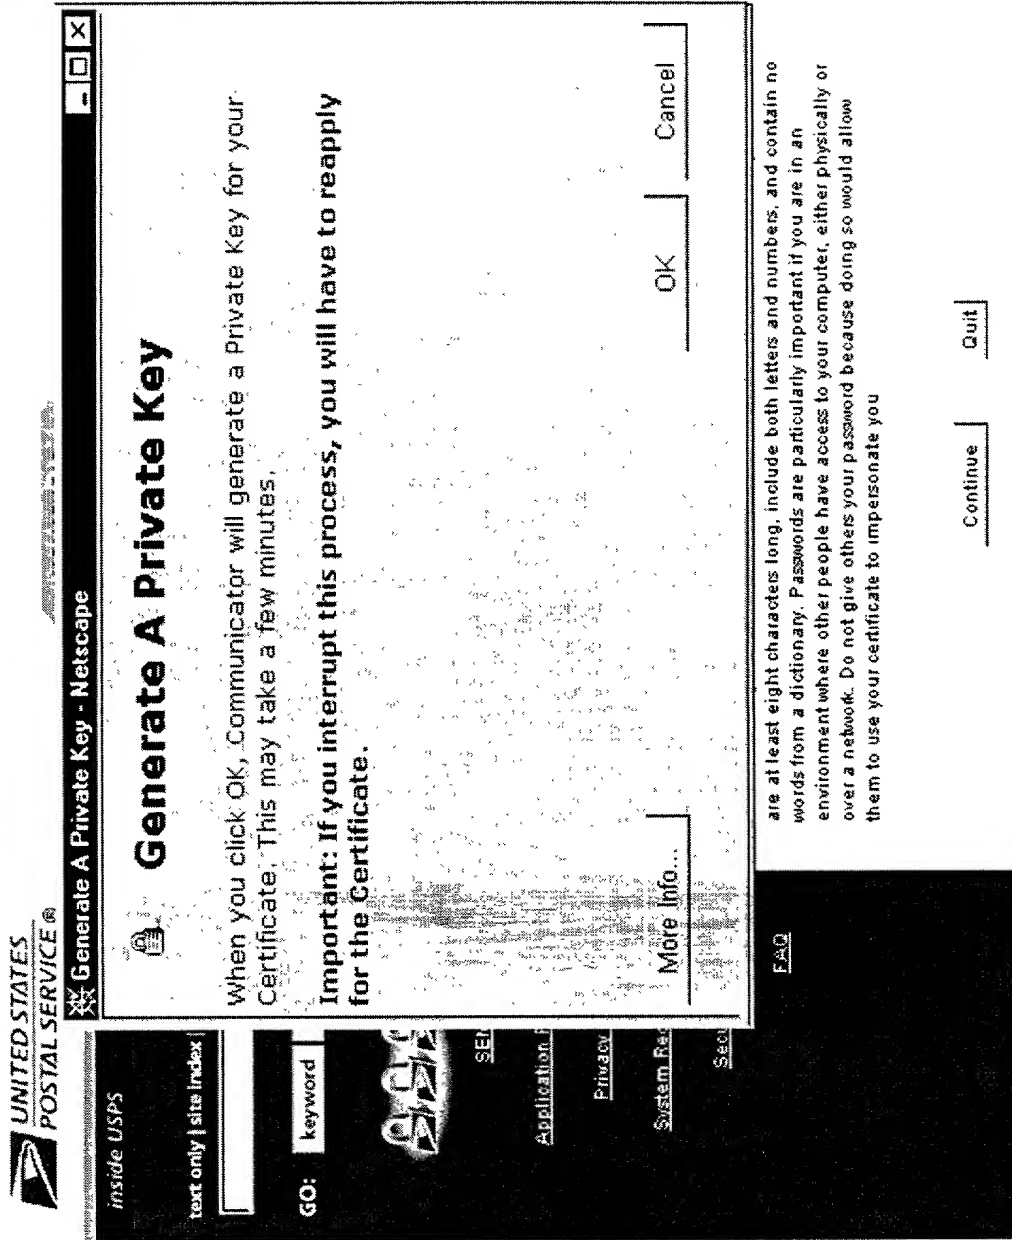 UNITED STATES
POSTAL SERVICE ®
Generate A Private Key - Netscape
inside USPS
text only | site index |
GO: keyword
Generate A Private Key
When you click OK, Communicator will generate a Private Key for your
Certificate. This may take a few minutes.
Important: If you interrupt this process, you will have to reapply
for the Certificate.
More Info... OK Cancel
SEN
Application
Privacy
System Re
Secu
FAQ
are at least eight characters long, include both letters and numbers, and contain no
words from a dictionary. Passwords are particularly important if you are in an
environment where other people have access to your computer, either physically or
over a network. Do not give others your password because doing so would allow
them to use your certificate to impersonate you
Continue Quit